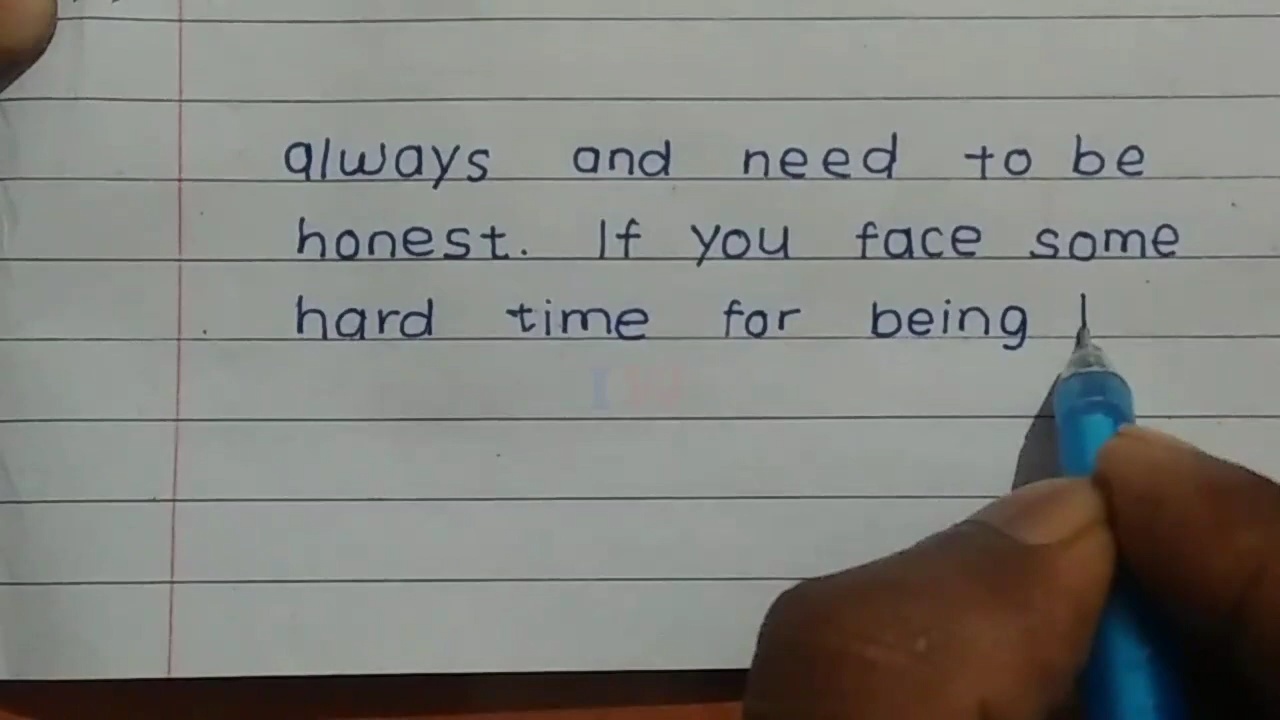 always and need to be
honest. If you face some
hard time for being